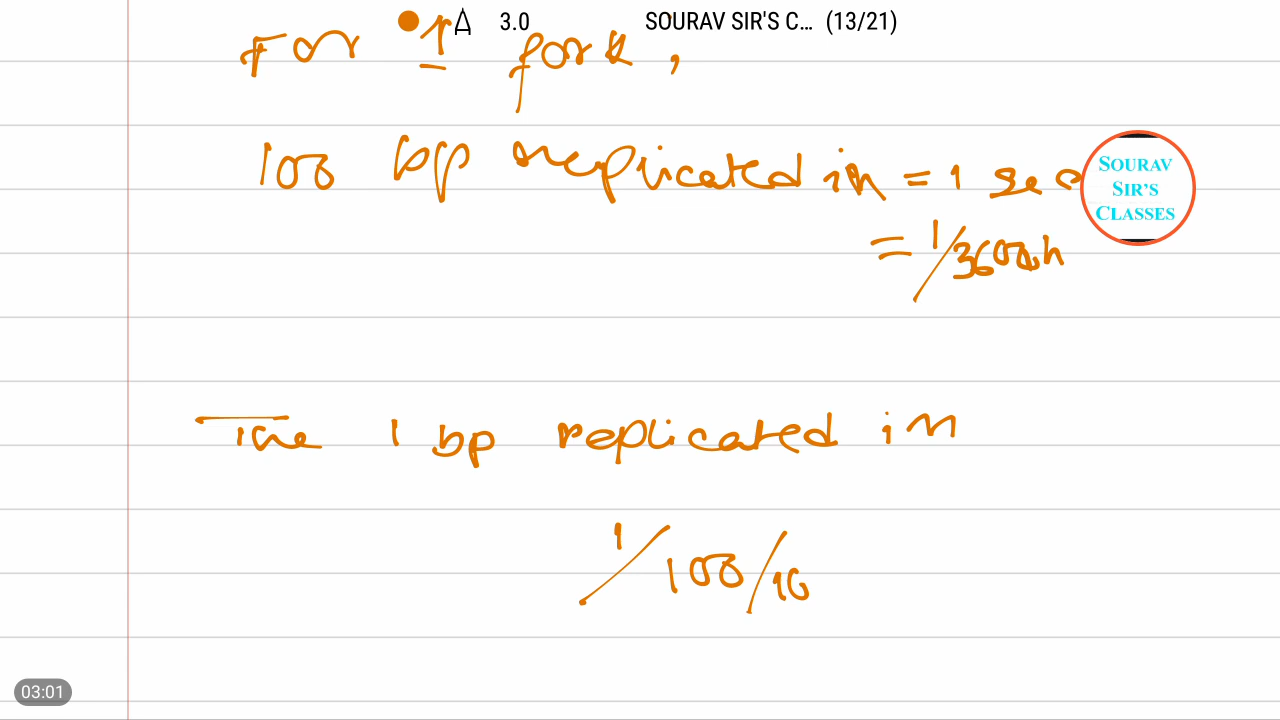 3.0 SOURAV SIR'S C... (13/21)
For 1 fork,
100 bp replicated in = 1 sec
SOURAV
SIR'S
CLASSES
= 1/3600 h
The 1 bp replicated in
1/100/10
03:01